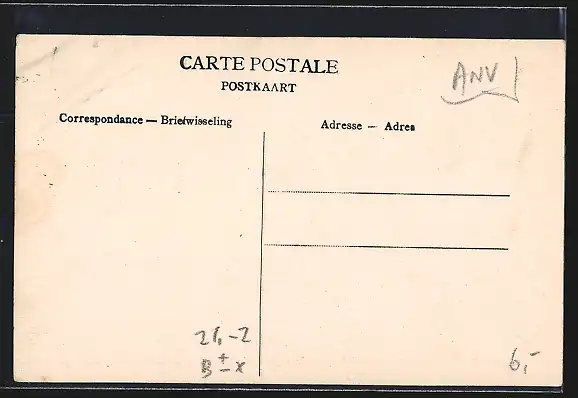 CARTE POSTALE
POSTKAART
ANV
Correspondance — Briefwisseling
Adresse — Adres
21,-2
B ± - x
6,-